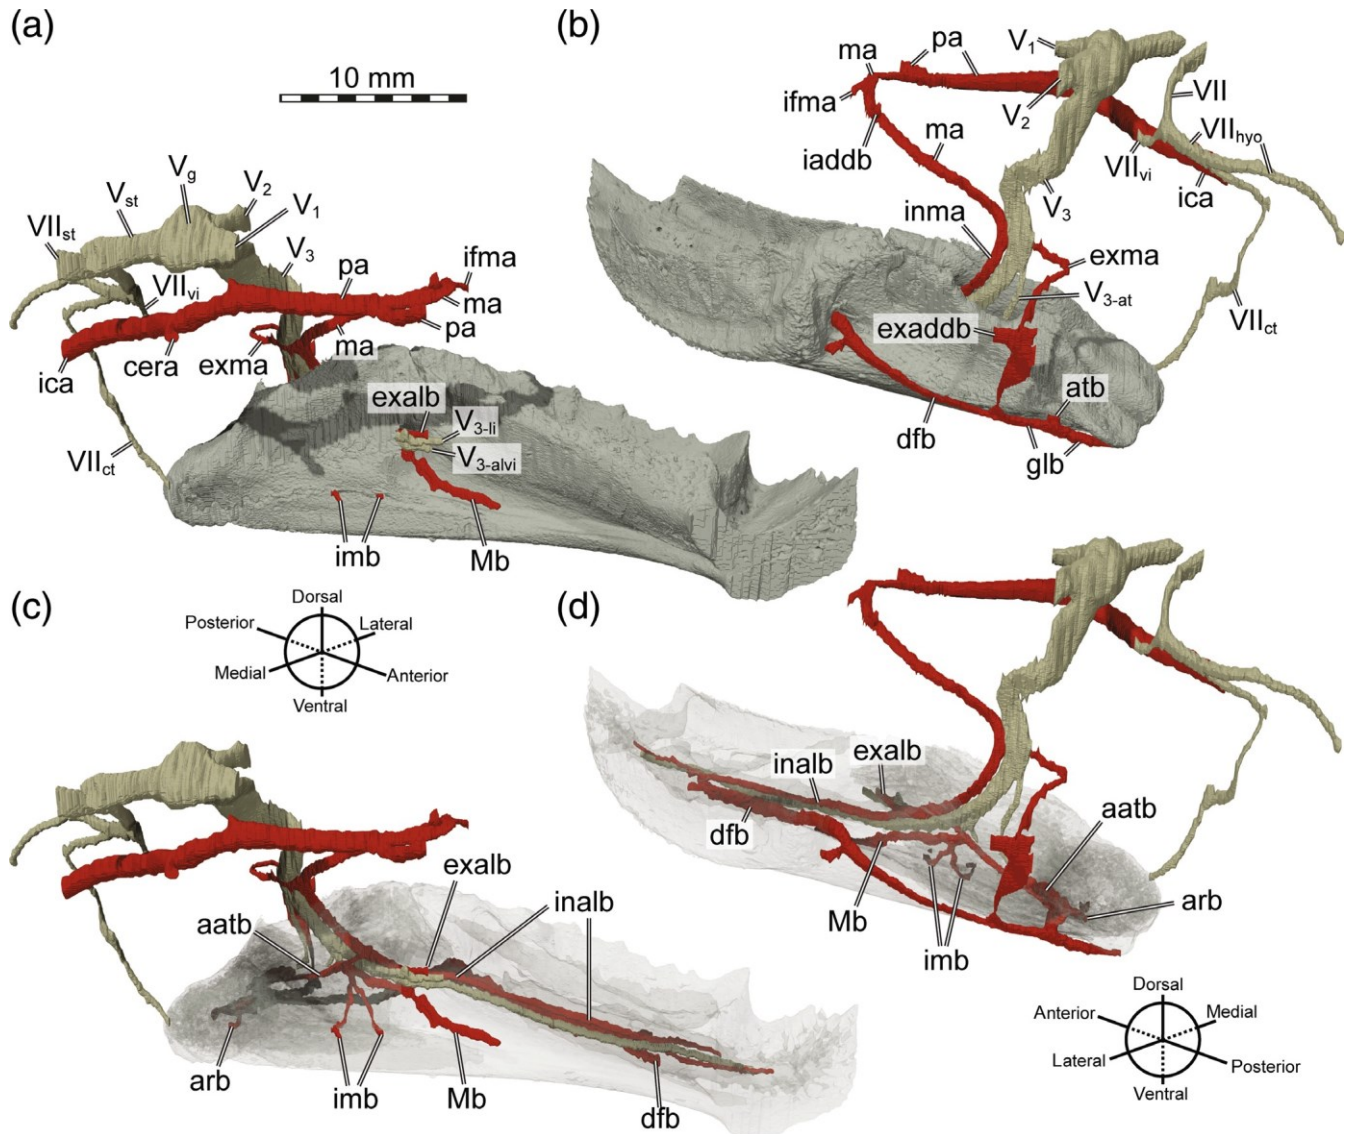 (a)
10 mm
V2
Vg
Vst
V1
VIIst
V3
pa
ifma
VIIvi
ma
pa
ma
exma
cera
ica
exalb
V3-li
V3-alvi
VIIct
imb
Mb
(b)
V1
pa
ma
VII
ifma
V2
VIIhyo
ma
iaddb
VIIvi
ica
V3
inma
exma
V3-at
exaddb
VIIct
atb
dfb
glb
(c)
Dorsal
Posterior
Lateral
Medial
Anterior
Ventral
exalb
inalb
aatb
arb
imb
Mb
dfb
(d)
exalb
inalb
aatb
dfb
arb
Mb
imb
Dorsal
Anterior
Medial
Lateral
Posterior
Ventral